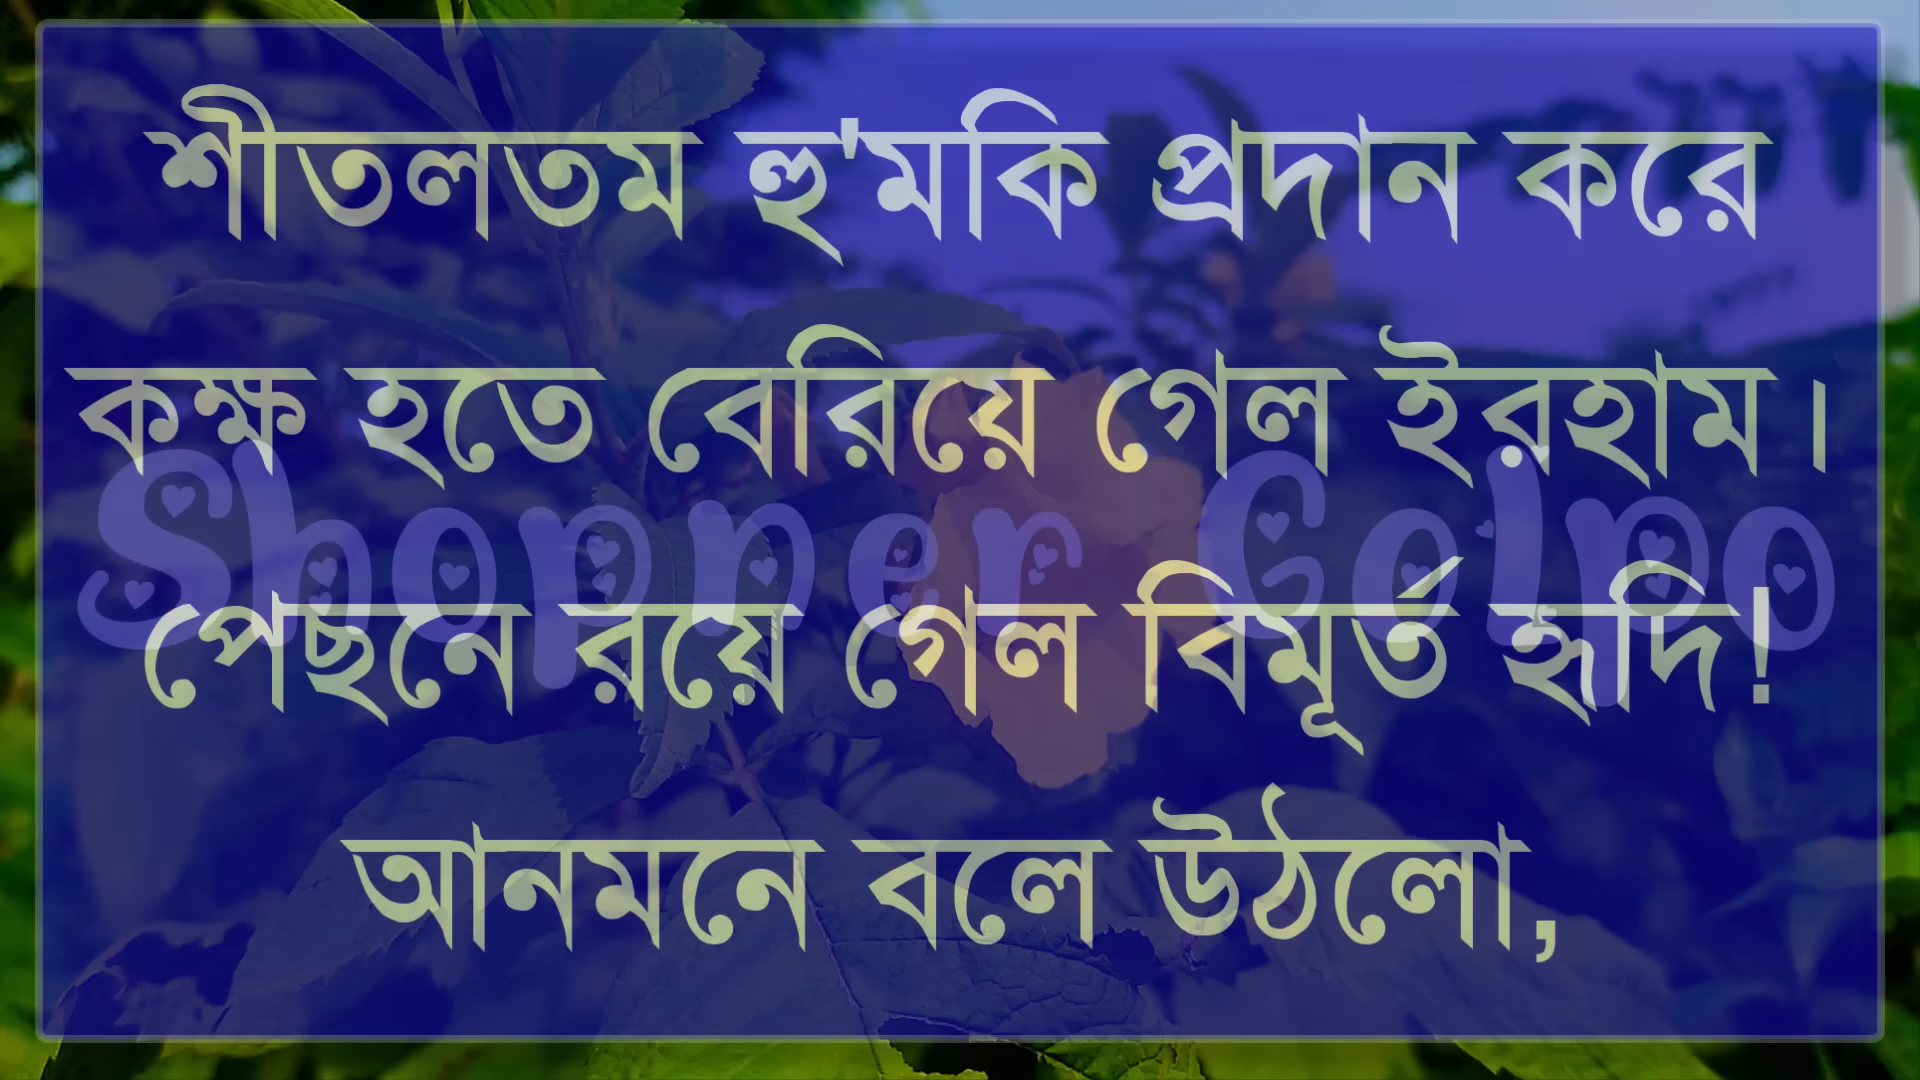 শীতলতম হু'মকি প্রদান করে
কক্ষ হতে বেরিয়ে গেল ইরহাম।
Shopner Golpo
পেছনে রয়ে গেল বিমূর্ত হৃদি!
আনমনে বলে উঠলো,